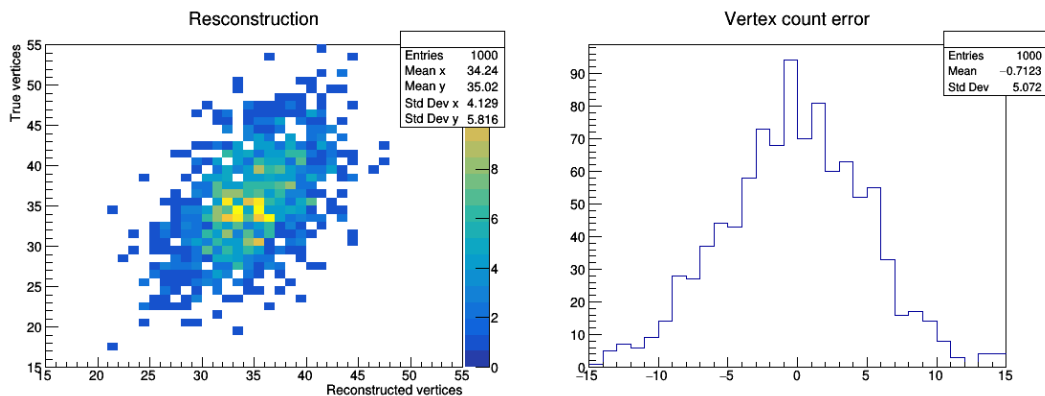 Resconstruction
True vertices
55
50
45
40
35
30
25
20
15
Entries 1000
Mean x 34.24
Mean y 35.02
Std Dev x 4.129
Std Dev y 5.816
8
6
4
2
0
15 20 25 30 35 40 45 50 55
Reconstructed vertices
Vertex count error
Entries 1000
Mean −0.7123
Std Dev 5.072
90
80
70
60
50
40
30
20
10
0
−15 −10 −5 0 5 10 15